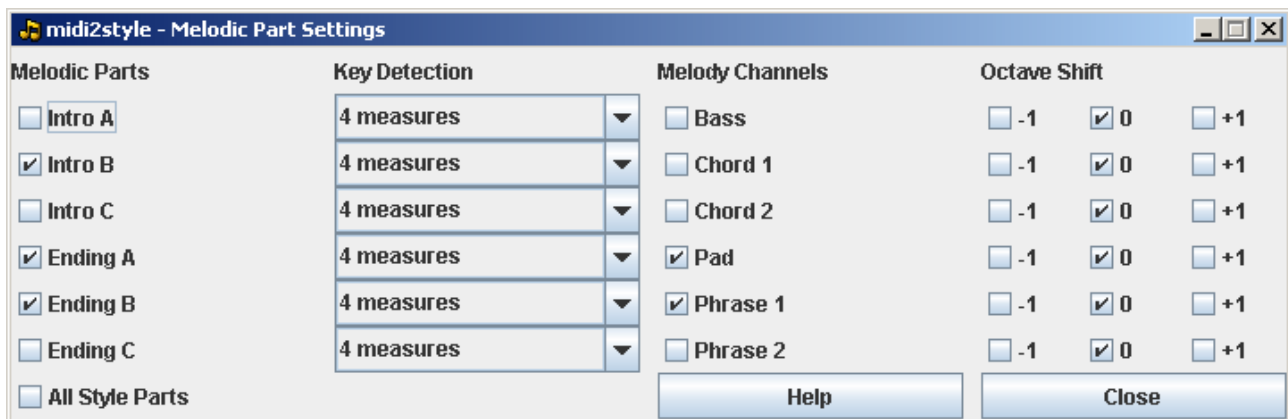 midi2style - Melodic Part Settings
Melodic Parts Key Detection Melody Channels Octave Shift
Intro A 4 measures Bass -1 0 +1
Intro B 4 measures Chord 1 -1 0 +1
Intro C 4 measures Chord 2 -1 0 +1
Ending A 4 measures Pad -1 0 +1
Ending B 4 measures Phrase 1 -1 0 +1
Ending C 4 measures Phrase 2 -1 0 +1
All Style Parts Help Close